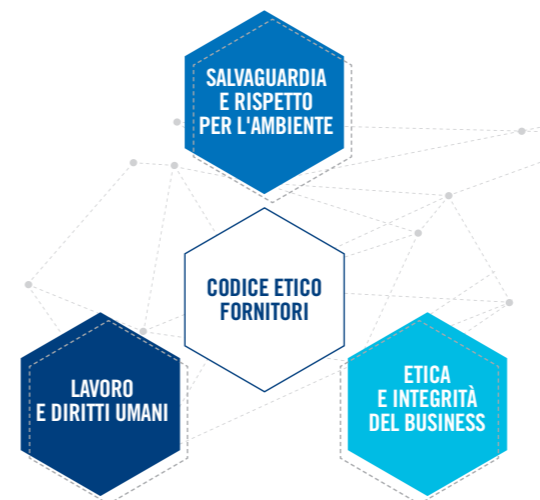 SALVAGUARDIA
E RISPETTO
PER L'AMBIENTE
CODICE ETICO
FORNITORI
LAVORO
E DIRITTI UMANI
ETICA
E INTEGRITÀ
DEL BUSINESS